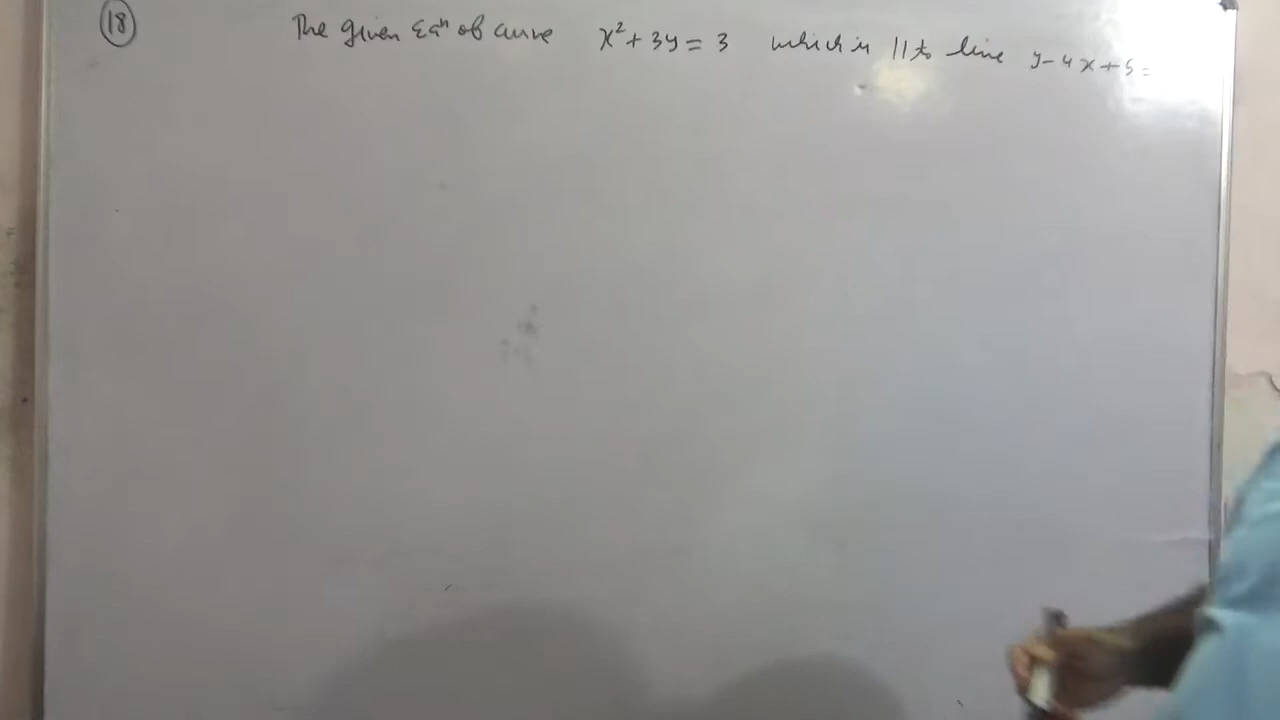 18 The given Eqn of curve x² + 3y = 3 which is || to line y - 4x + 5 =